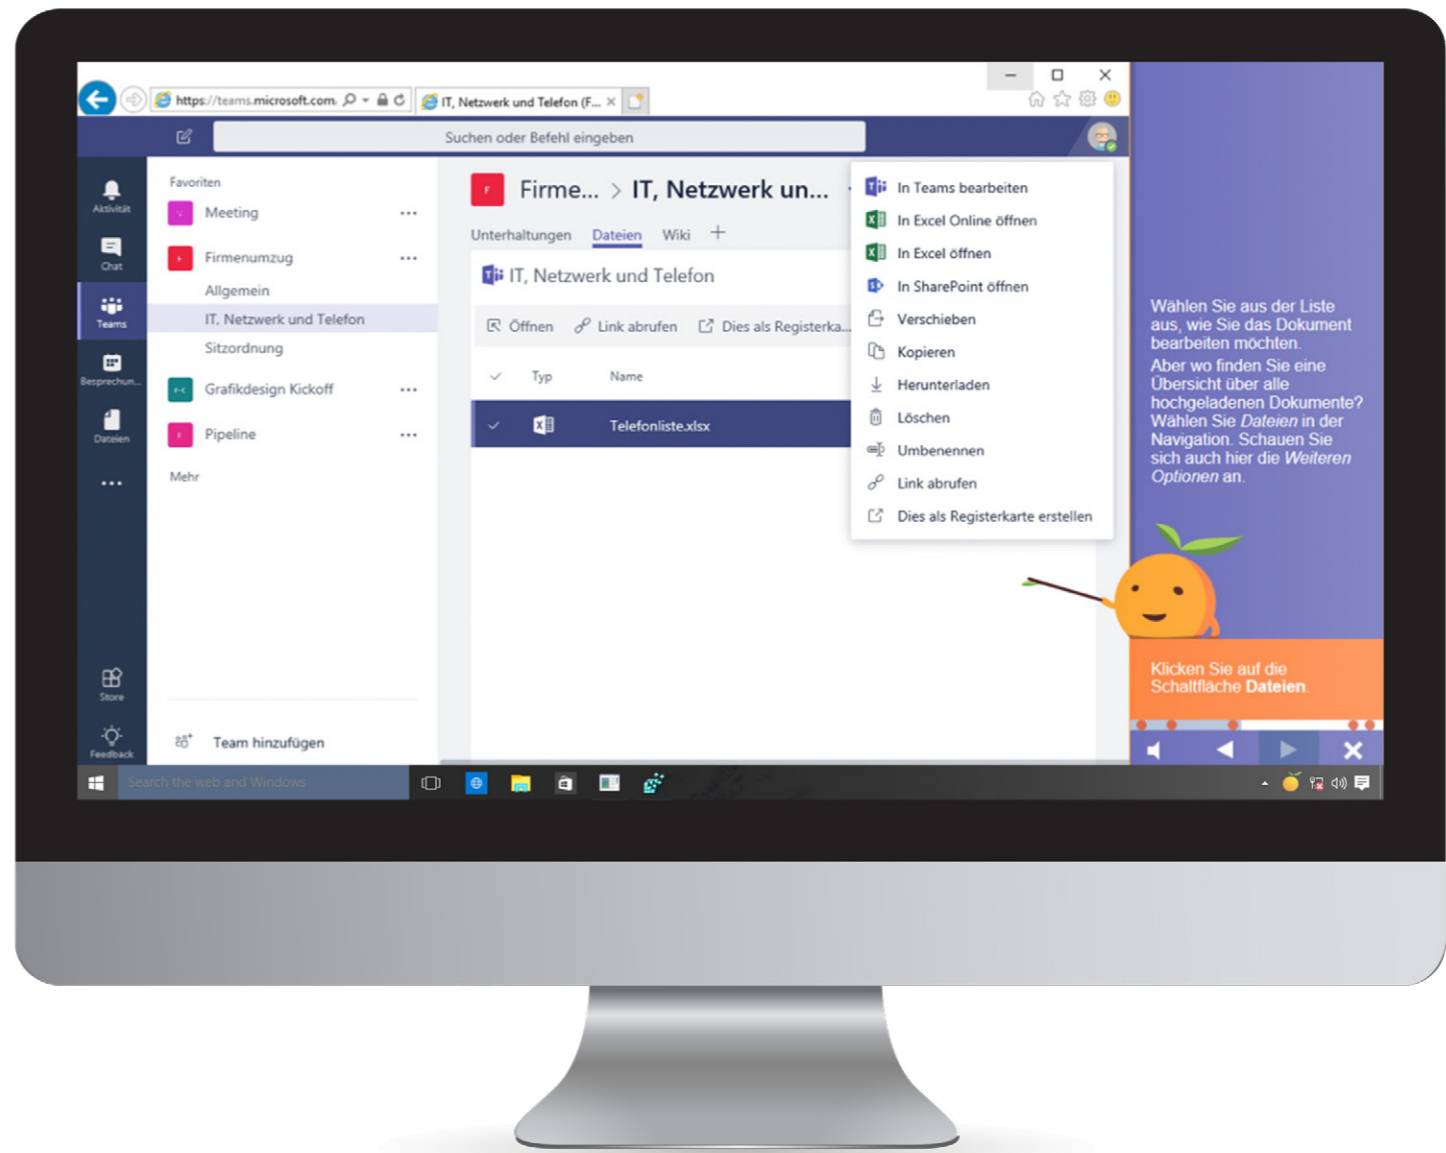 https://teams.microsoft.com
IT, Netzwerk und Telefon (F...
Suchen oder Befehl eingeben
Aktivität
Chat
Teams
Besprechun...
Dateien
Store
Feedback
Favoriten
Meeting
Firmenumzug
Allgemein
IT, Netzwerk und Telefon
Sitzordnung
Grafikdesign Kickoff
Pipeline
Mehr
Team hinzufügen
F Firme... > IT, Netzwerk un...
Unterhaltungen Dateien Wiki
IT, Netzwerk und Telefon
Öffnen Link abrufen Dies als Registerka...
Typ Name
Telefonliste.xlsx
In Teams bearbeiten
In Excel Online öffnen
In Excel öffnen
In SharePoint öffnen
Verschieben
Kopieren
Herunterladen
Löschen
Umbenennen
Link abrufen
Dies als Registerkarte erstellen
Wählen Sie aus der Liste
aus, wie Sie das Dokument
bearbeiten möchten.
Aber wo finden Sie eine
Übersicht über alle
hochgeladenen Dokumente?
Wählen Sie Dateien in der
Navigation. Schauen Sie
sich auch hier die Weiteren
Optionen an.
Klicken Sie auf die
Schaltfläche Dateien.
Search the web and Windows